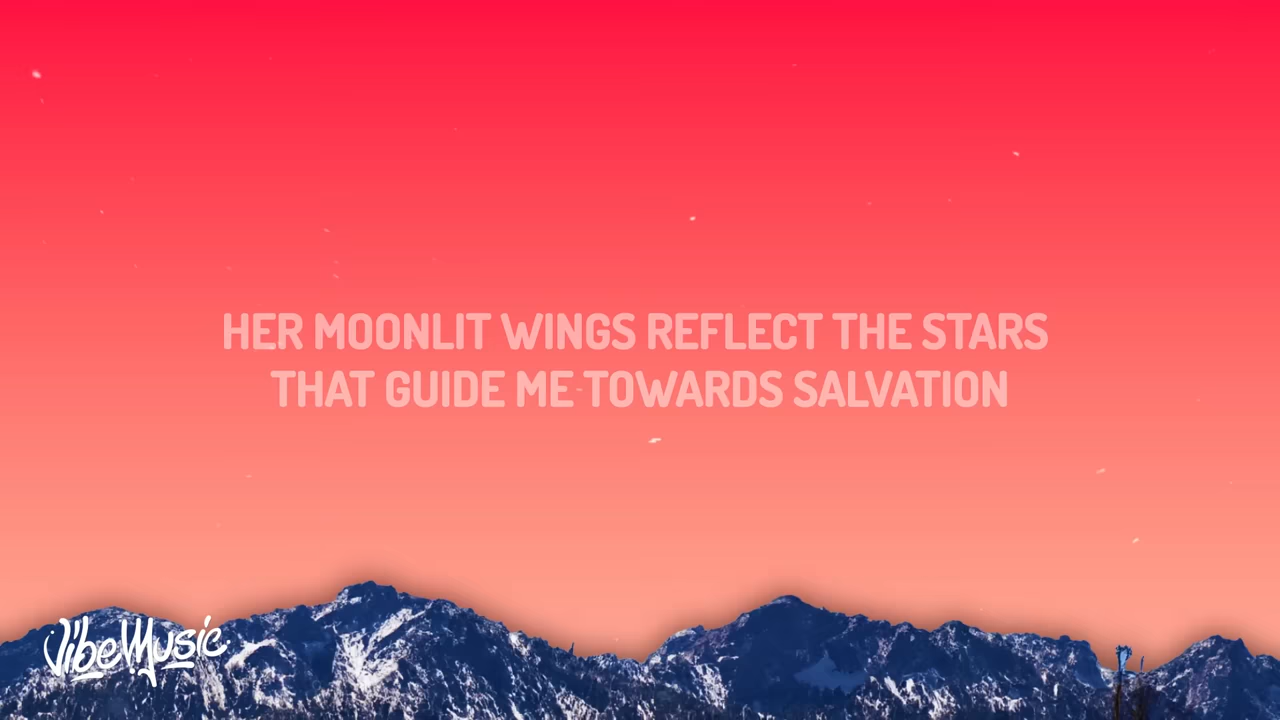 HER MOONLIT WINGS REFLECT THE STARS
THAT GUIDE ME TOWARDS SALVATION
VibeMusic